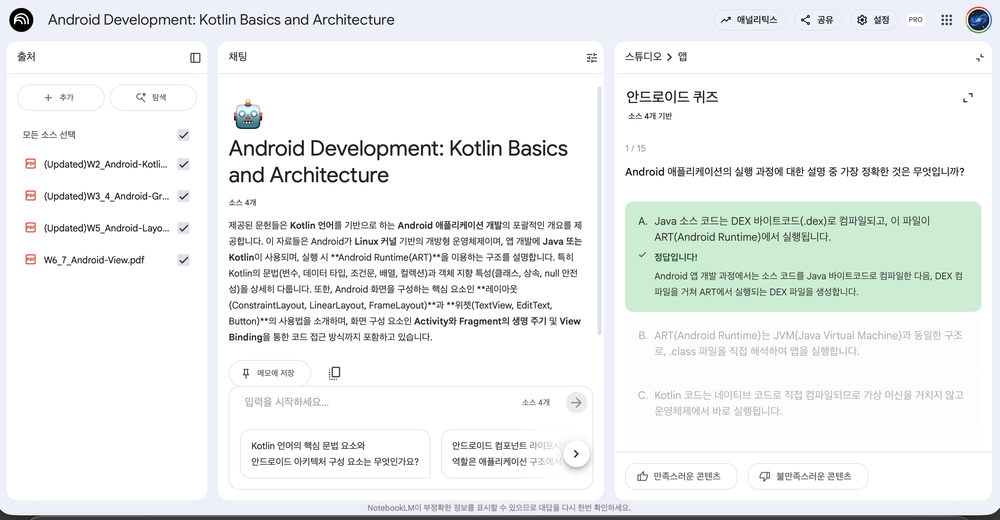 Android Development: Kotlin Basics and Architecture
애널리틱스
공유
설정
PRO
출처
추가
탐색
모든 소스 선택
PDF
(Updated)W2_Android-Kotli...
PDF
(Updated)W3_4_Android-Gr...
PDF
(Updated)W5_Android-Layo...
PDF
W6_7_Android-View.pdf
채팅
Android Development: Kotlin Basics
and Architecture
소스 4개
제공된 문헌들은 Kotlin 언어를 기반으로 하는 Android 애플리케이션 개발의 포괄적인 개요를 제
공합니다. 이 자료들은 Android가 Linux 커널 기반의 개방형 운영체제이며, 앱 개발에 Java 또는
Kotlin이 사용되며, 실행 시 **Android Runtime(ART)**을 이용하는 구조를 설명합니다. 특히
Kotlin의 문법(변수, 데이터 타입, 조건문, 배열, 컬렉션)과 객체 지향 특성(클래스, 상속, null 안전
성)을 상세히 다룹니다. 또한, Android 화면을 구성하는 핵심 요소인 **레이아웃
(ConstraintLayout, LinearLayout, FrameLayout)**과 **위젯(TextView, EditText,
Button)**의 사용법을 소개하며, 화면 구성 요소인 Activity와 Fragment의 생명 주기 및 View
Binding을 통한 코드 접근 방식까지 포함하고 있습니다.
메모에 저장
입력을 시작하세요...
소스 4개
Kotlin 언어의 핵심 문법 요소와
안드로이드 아키텍처 구성 요소는 무엇인가요?
안드로이드 컴포넌트 라이프사이
역할은 애플리케이션 구조에서
스튜디오
앱
안드로이드 퀴즈
소스 4개 기반
1 / 15
Android 애플리케이션의 실행 과정에 대한 설명 중 가장 정확한 것은 무엇입니까?
A. Java 소스 코드는 DEX 바이트코드(.dex)로 컴파일되고, 이 파일이
ART(Android Runtime)에서 실행됩니다.
정답입니다!
Android 앱 개발 과정에서는 소스 코드를 Java 바이트코드로 컴파일한 다음, DEX 컴
파일을 거쳐 ART에서 실행되는 DEX 파일을 생성합니다.
B. ART(Android Runtime)는 JVM(Java Virtual Machine)과 동일한 구조
로, .class 파일을 직접 해석하여 앱을 실행합니다.
C. Kotlin 코드는 네이티브 코드로 직접 컴파일되므로 가상 머신을 거치지 않고
운영체제에서 바로 실행됩니다.
만족스러운 콘텐츠
불만족스러운 콘텐츠
NotebookLM이 부정확한 정보를 표시할 수 있으므로 대답을 다시 한번 확인하세요.